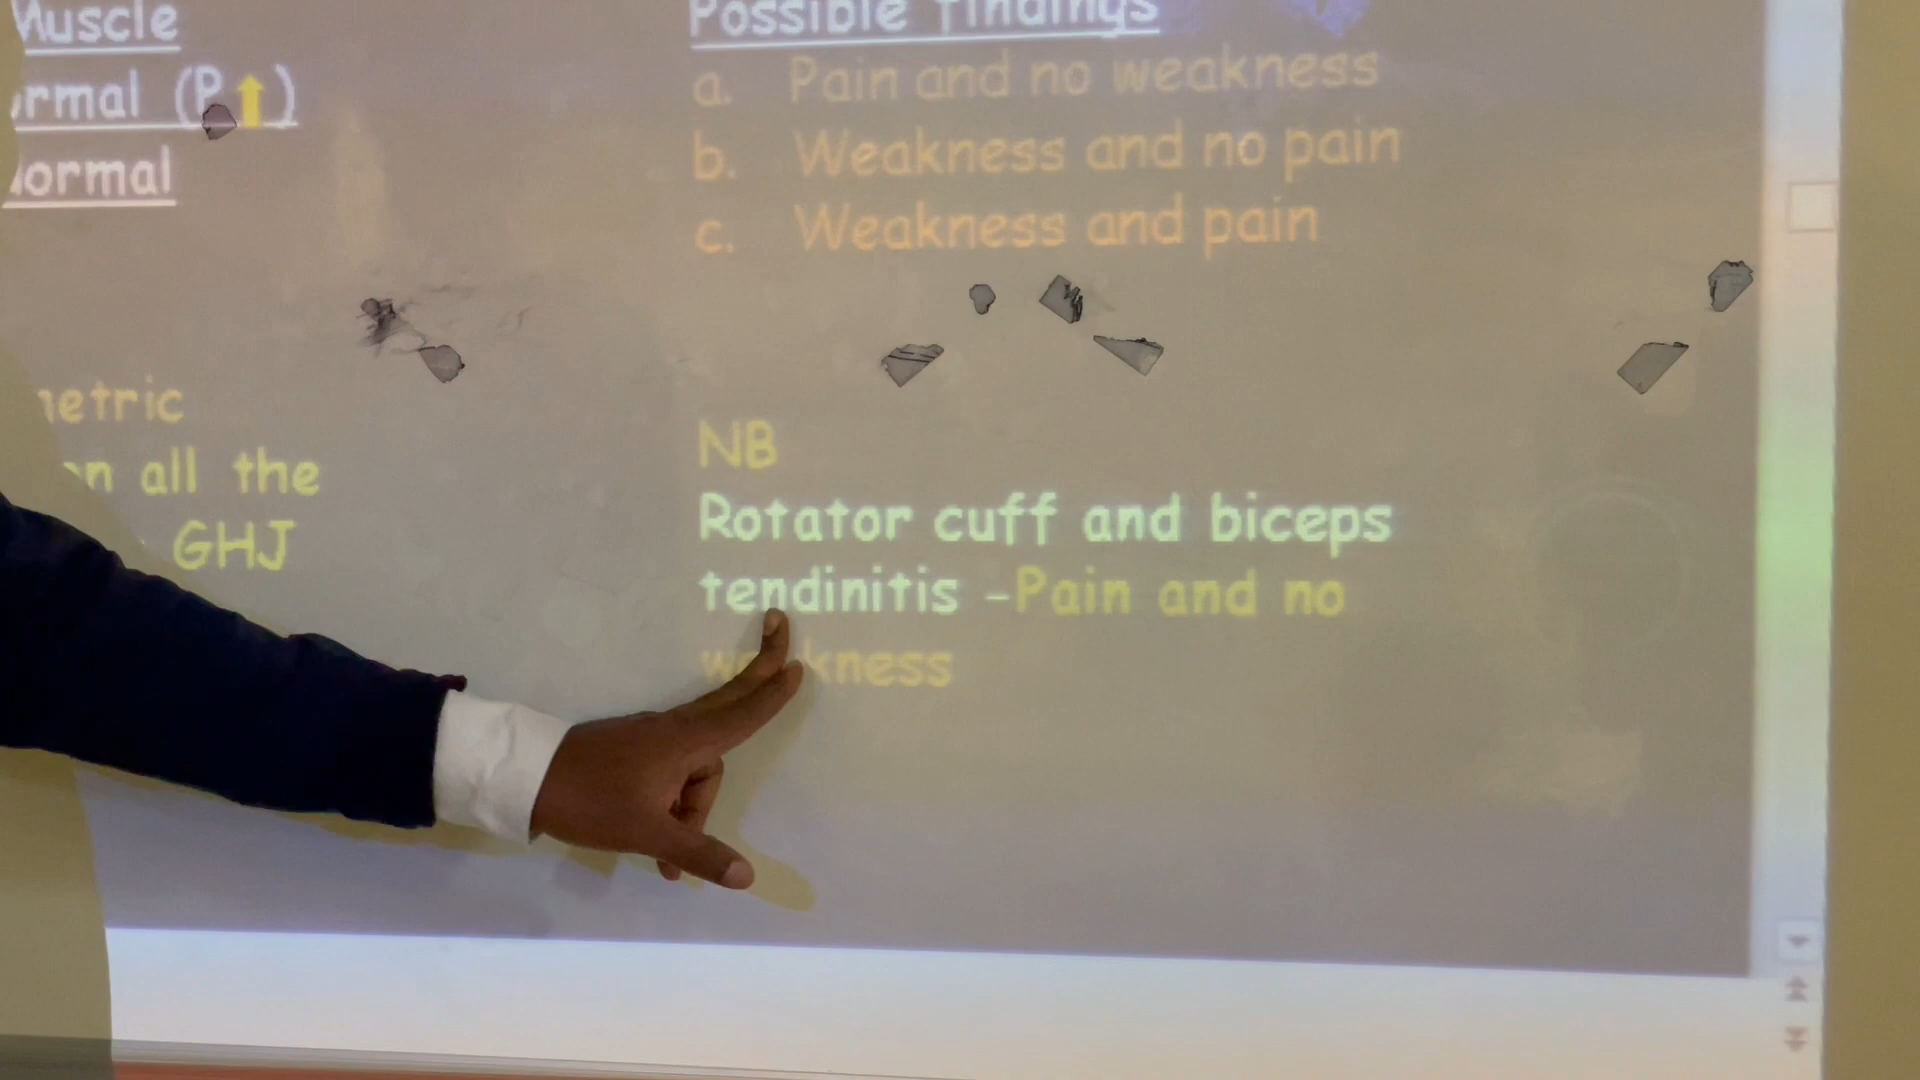 Muscle
rmal (P⬆)
ormal
etric
n all the
GHJ
Possible findings
a. Pain and no weakness
b. Weakness and no pain
c. Weakness and pain
NB
Rotator cuff and biceps
tendinitis -Pain and no
weakness